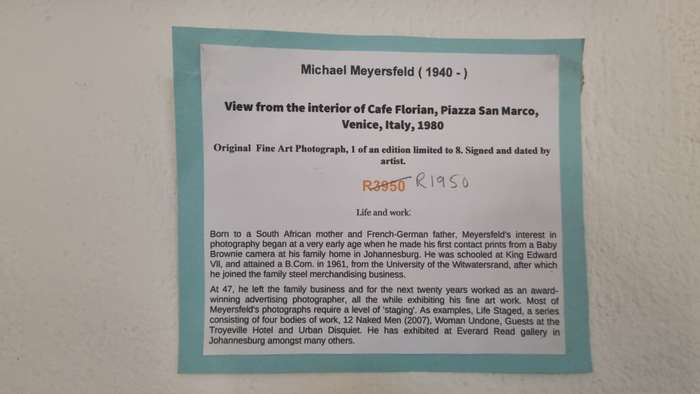 Michael Meyersfeld ( 1940 - )
View from the interior of Cafe Florian, Piazza San Marco,
Venice, Italy, 1980
Original Fine Art Photograph, 1 of an edition limited to 8. Signed and dated by
artist.
R3950 R1950
Life and work:
Born to a South African mother and French-German father, Meyersfeld's interest in
photography began at a very early age when he made his first contact prints from a Baby
Brownie camera at his family home in Johannesburg. He was schooled at King Edward
VII, and attained a B.Com. in 1961, from the University of the Witwatersrand, after which
he joined the family steel merchandising business.
At 47, he left the family business and for the next twenty years worked as an award-
winning advertising photographer, all the while exhibiting his fine art work. Most of
Meyersfeld's photographs require a level of 'staging'. As examples, Life Staged, a series
consisting of four bodies of work, 12 Naked Men (2007), Woman Undone, Guests at the
Troyeville Hotel and Urban Disquiet. He has exhibited at Everard Read gallery in
Johannesburg amongst many others.